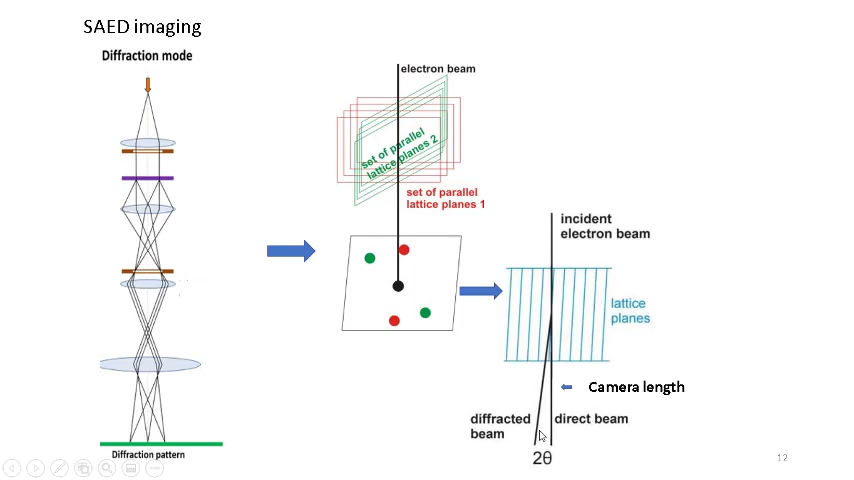 SAED imaging
Diffraction mode
electron beam
set of parallel
lattice planes 2
set of parallel
lattice planes 1
incident
electron beam
lattice
planes
Camera length
diffracted
beam
direct beam
2θ
Diffraction pattern
12